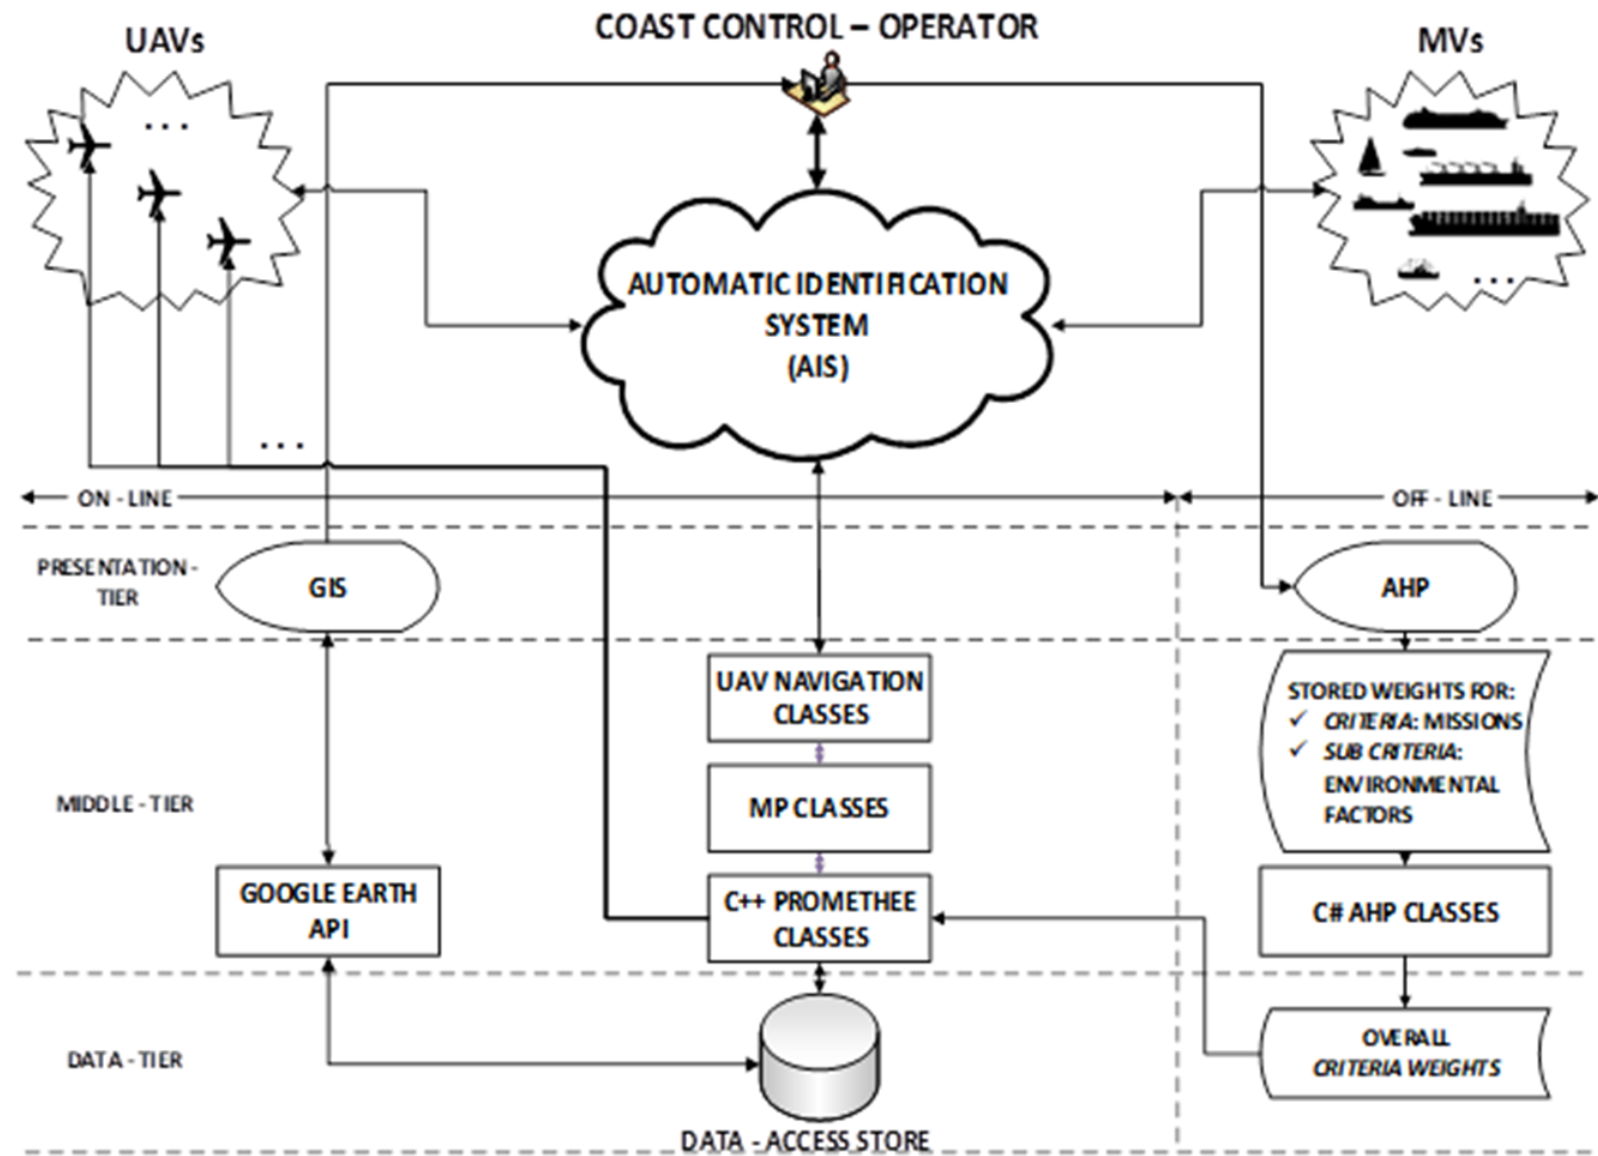 COAST CONTROL – OPERATOR
UAVs
MVs
. . .
AUTOMATIC IDENTIFICATION
SYSTEM
(AIS)
. . .
. . .
ON - LINE
OFF - LINE
PRESENTATION -
TIER
GIS
AHP
UAV NAVIGATION
CLASSES
STORED WEIGHTS FOR:
✓ CRITERIA: MISSIONS
✓ SUB CRITERIA:
ENVIRONMENTAL
FACTORS
MIDDLE - TIER
MP CLASSES
GOOGLE EARTH
API
C++ PROMETHEE
CLASSES
C# AHP CLASSES
DATA - TIER
OVERALL
CRITERIA WEIGHTS
DATA - ACCESS STORE